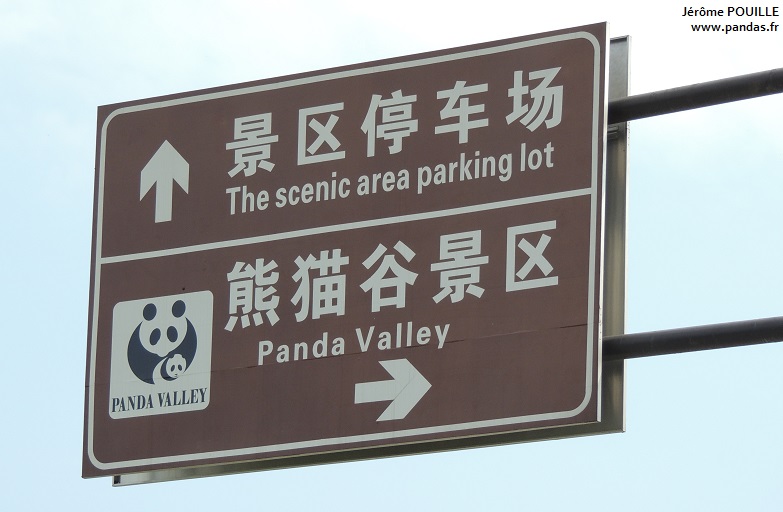 Jérôme POUILLE
www.pandas.fr
景区停车场
The scenic area parking lot
熊猫谷景区
Panda Valley
PANDA VALLEY